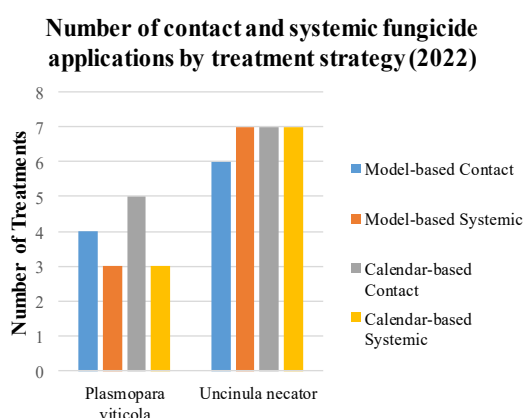 Number of contact and systemic fungicide
applications by treatment strategy (2022)
Number of Treatments
8
7
6
5
4
3
2
1
0
Plasmopara
viticola
Uncinula necator
Model-based Contact
Model-based Systemic
Calendar-based
Contact
Calendar-based
Systemic